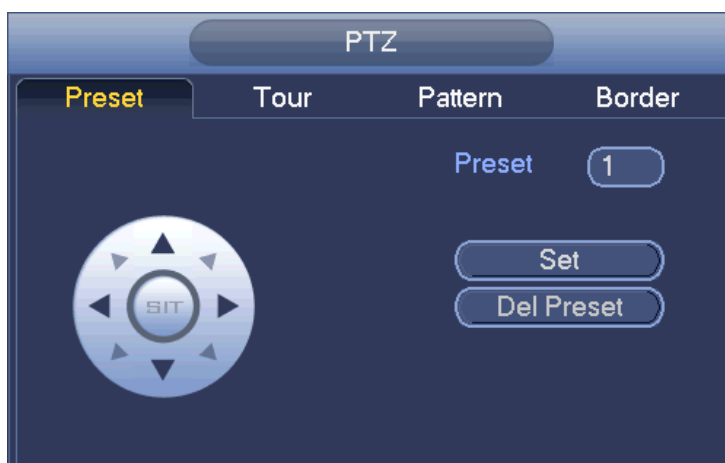 PTZ
Preset Tour Pattern Border
Preset 1
Set
SIT
Del Preset